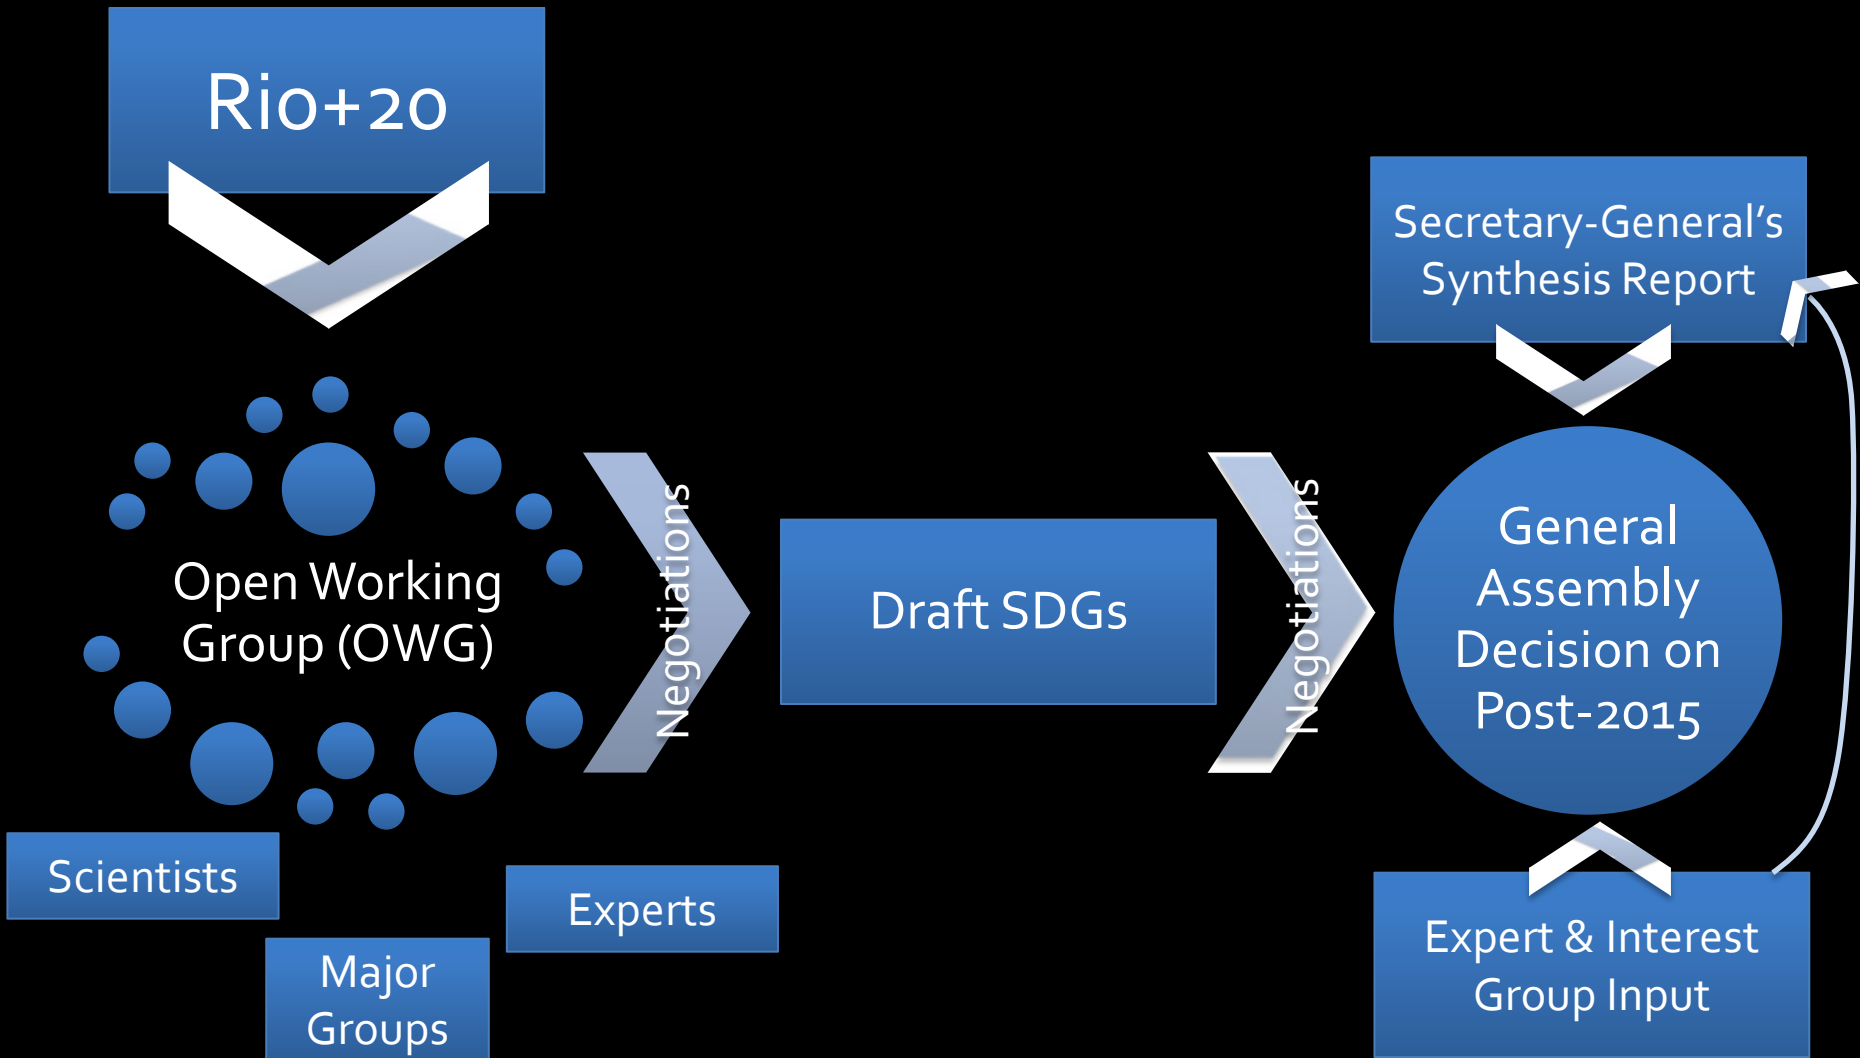 Rio+20
Open Working
Group (OWG)
Scientists
Major
Groups
Experts
Negotiations
Draft SDGs
Negotiations
Secretary-General’s
Synthesis Report
General
Assembly
Decision on
Post-2015
Expert & Interest
Group Input